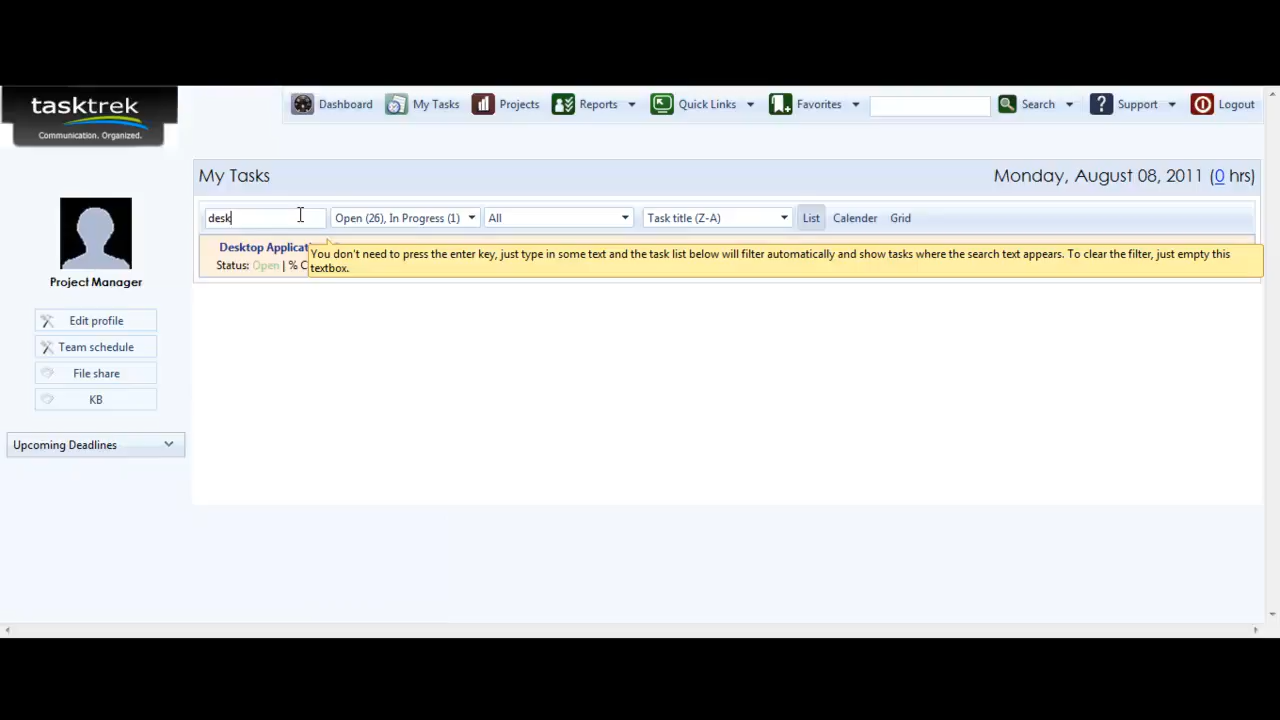 tasktrek
Communication. Organized.
Dashboard My Tasks Projects Reports Quick Links Favorites Search Support Logout
My Tasks
Monday, August 08, 2011 (0 hrs)
desk
Open (26), In Progress (1) All Task title (Z-A) List Calender Grid
Desktop Applicat
Status: Open | % C
You don't need to press the enter key, just type in some text and the task list below will filter automatically and show tasks where the search text appears. To clear the filter, just empty this
textbox.
Project Manager
Edit profile
Team schedule
File share
KB
Upcoming Deadlines